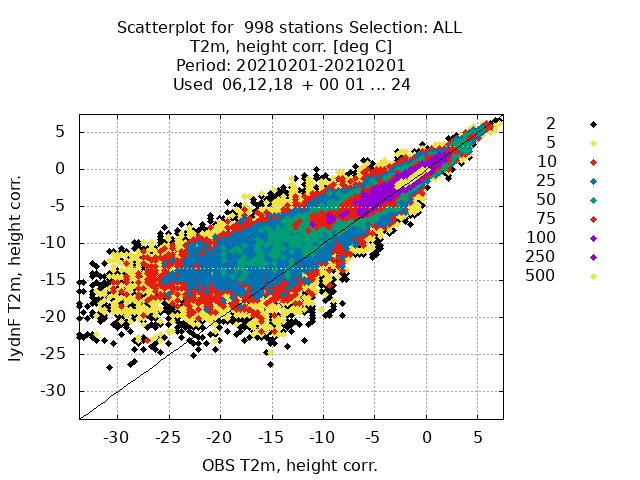 Scatterplot for  998 stations Selection: ALL
T2m, height corr. [deg C]
Period: 20210201-20210201
Used  06,12,18  + 00 01 ... 24
2
5
10
25
50
75
100
250
500
5
0
-5
-10
-15
-20
-25
-30
lydnF T2m, height corr.
-30 -25 -20 -15 -10 -5 0 5
OBS T2m, height corr.